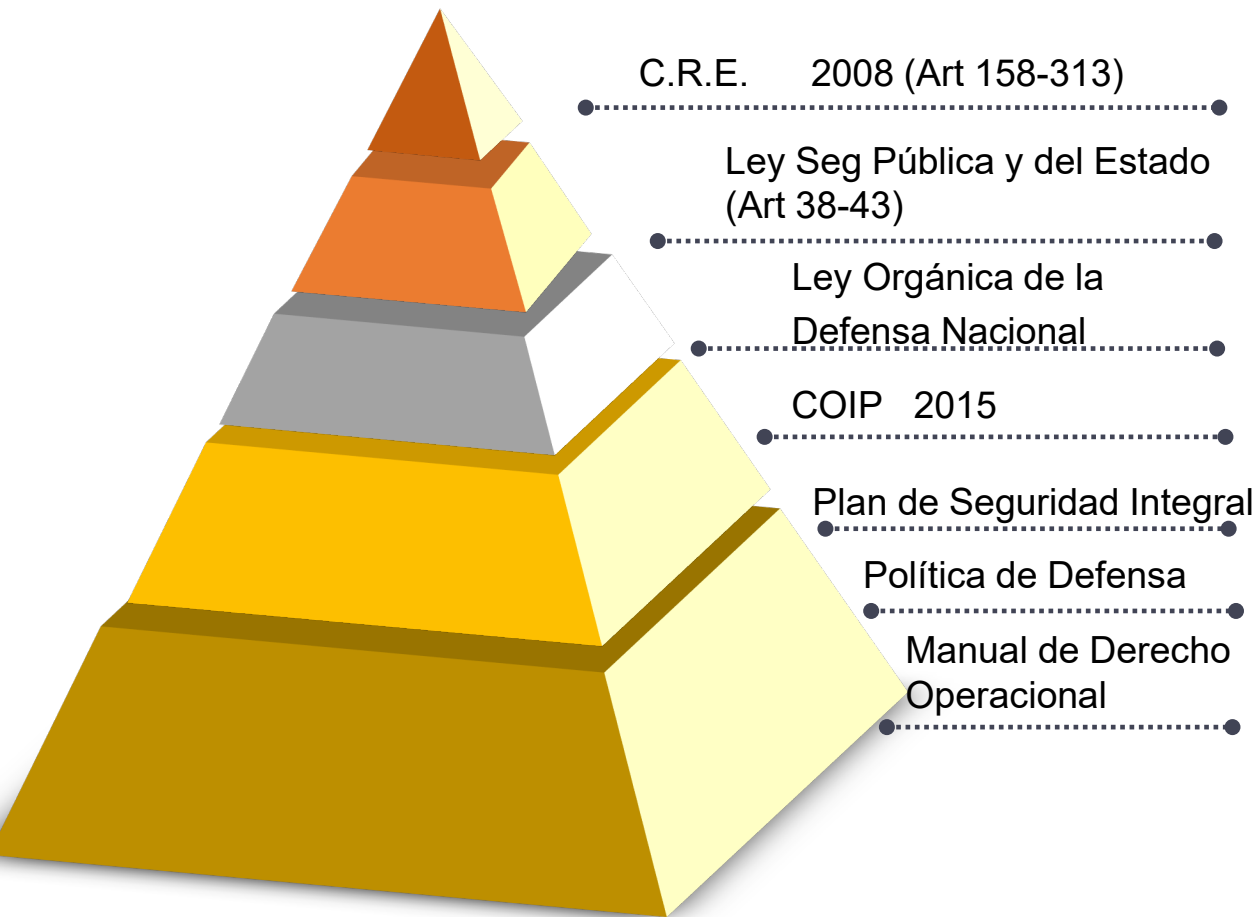 C.R.E. 2008 (Art 158-313)
Ley Seg Pública y del Estado
(Art 38-43)
Ley Orgánica de la
Defensa Nacional
COIP 2015
Plan de Seguridad Integral
Política de Defensa
Manual de Derecho
Operacional